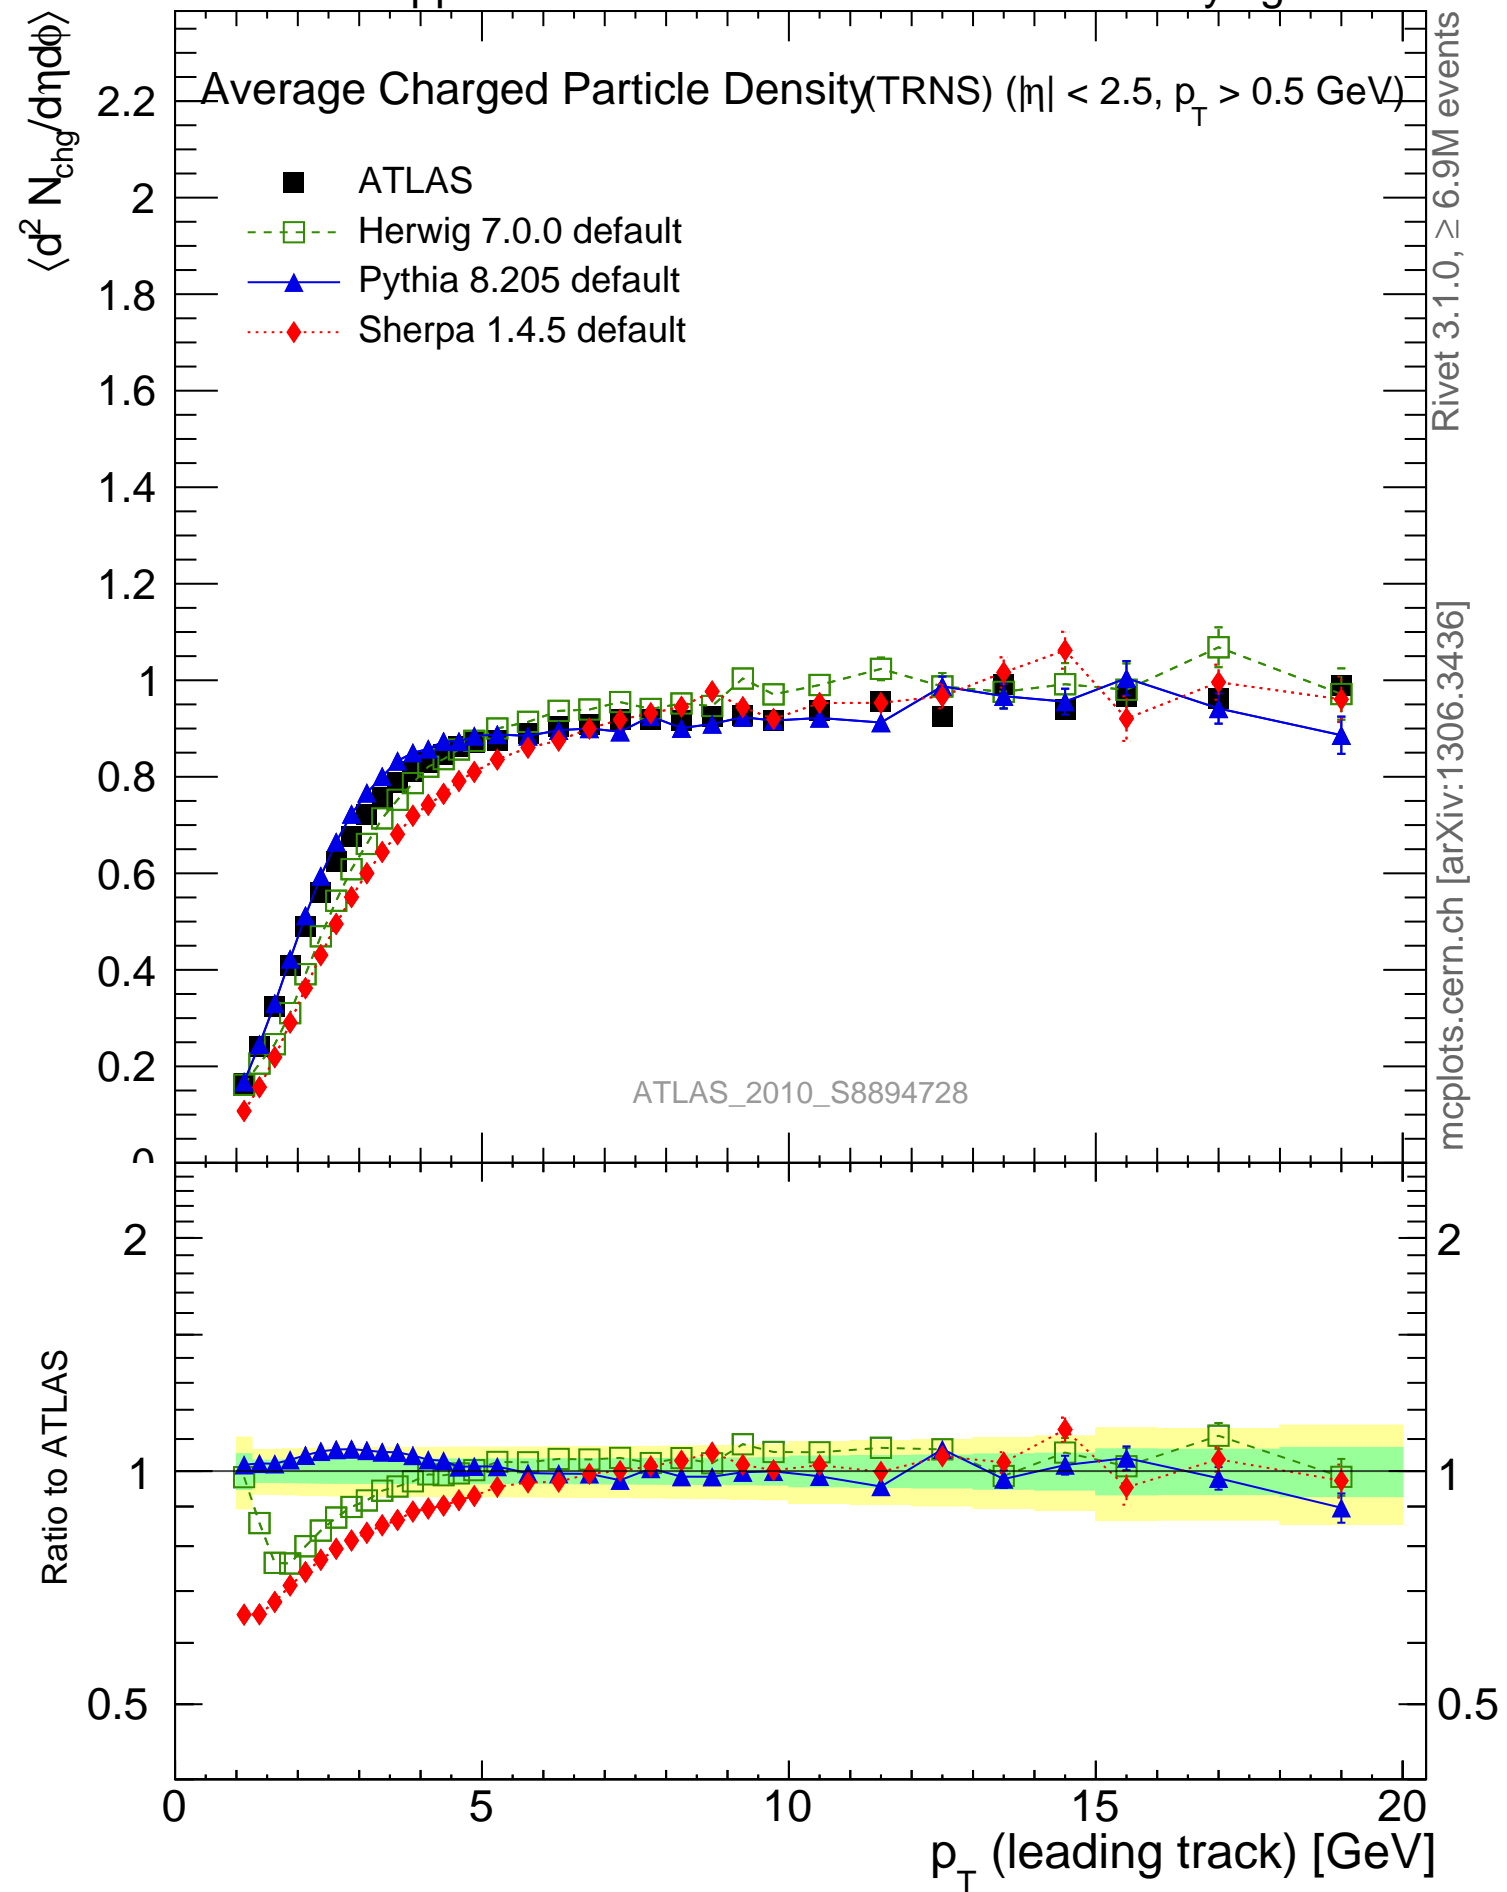 ⟨d² N_chg/dηdφ⟩
Average Charged Particle Density (TRNS) (|η| < 2.5, p_T > 0.5 GeV)
ATLAS
Herwig 7.0.0 default
Pythia 8.205 default
Sherpa 1.4.5 default
2.2
2
1.8
1.6
1.4
1.2
1
0.8
0.6
0.4
0.2
0
ATLAS_2010_S8894728
Rivet 3.1.0, ≥ 6.9M events
mcplots.cern.ch [arXiv:1306.3436]
Ratio to ATLAS
2
1
0.5
2
1
0.5
0 5 10 15 20
p_T (leading track) [GeV]